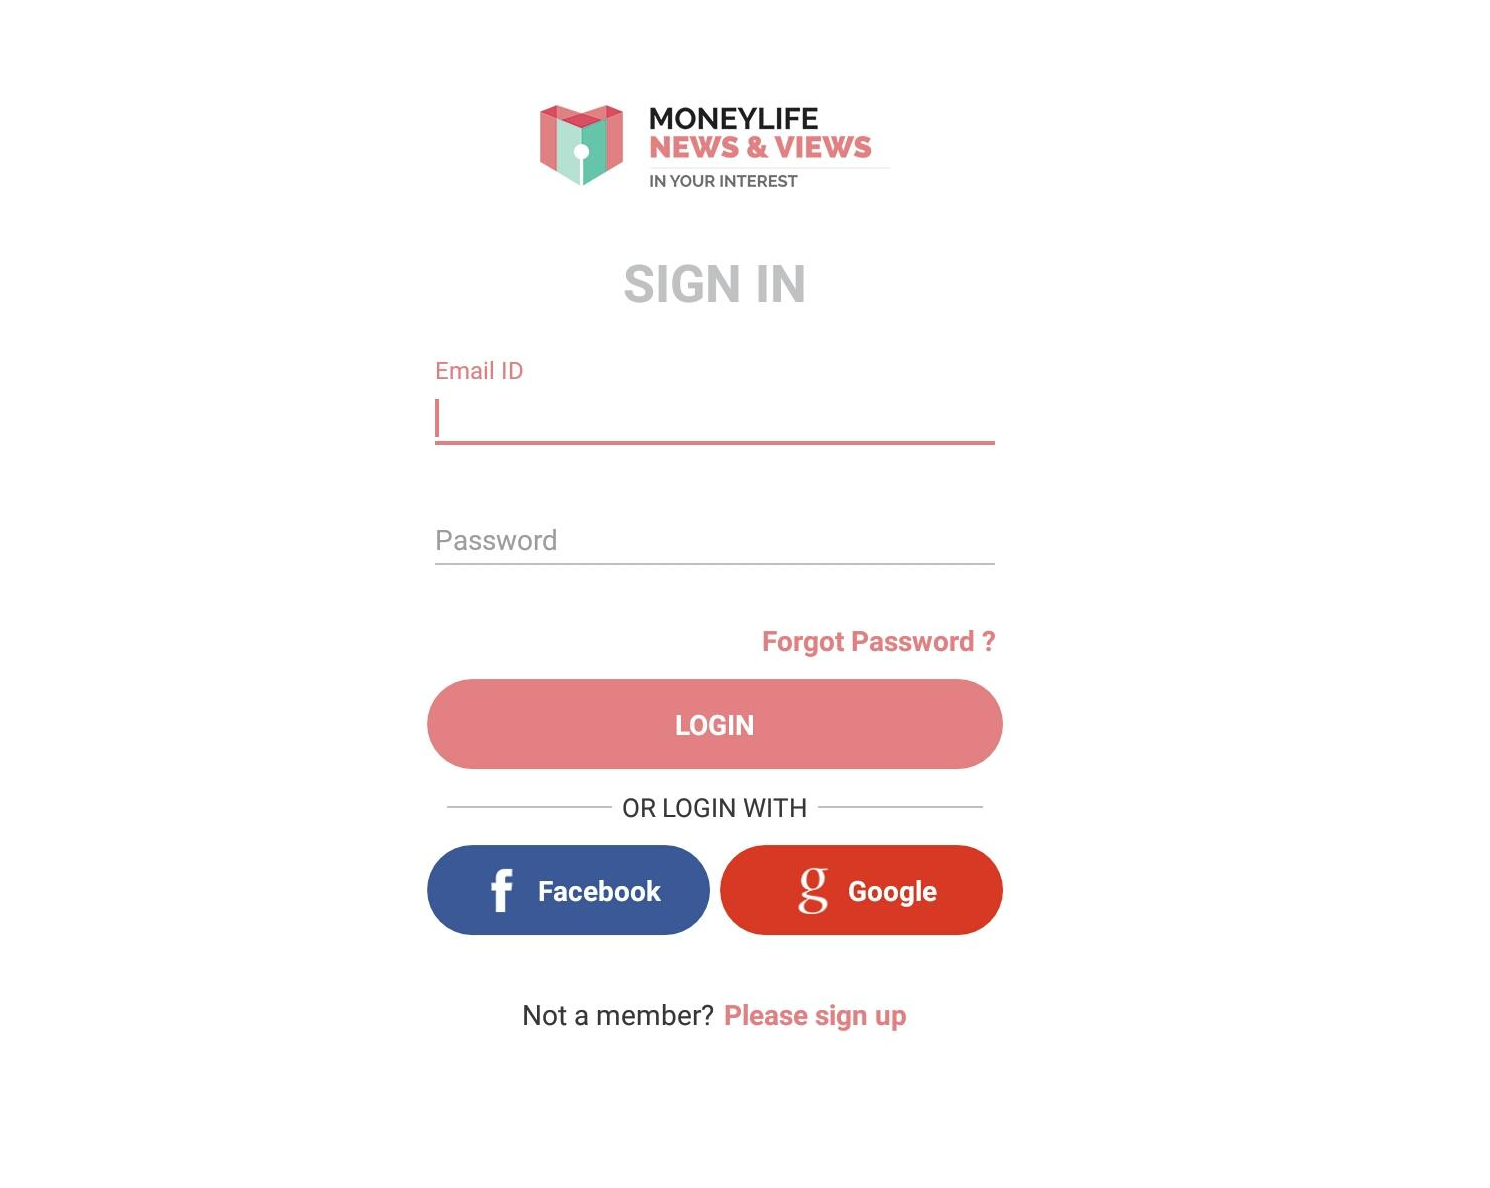 MONEYLIFE
NEWS & VIEWS
IN YOUR INTEREST
SIGN IN
Email ID
Password
Forgot Password ?
LOGIN
OR LOGIN WITH
f Facebook
g Google
Not a member? Please sign up